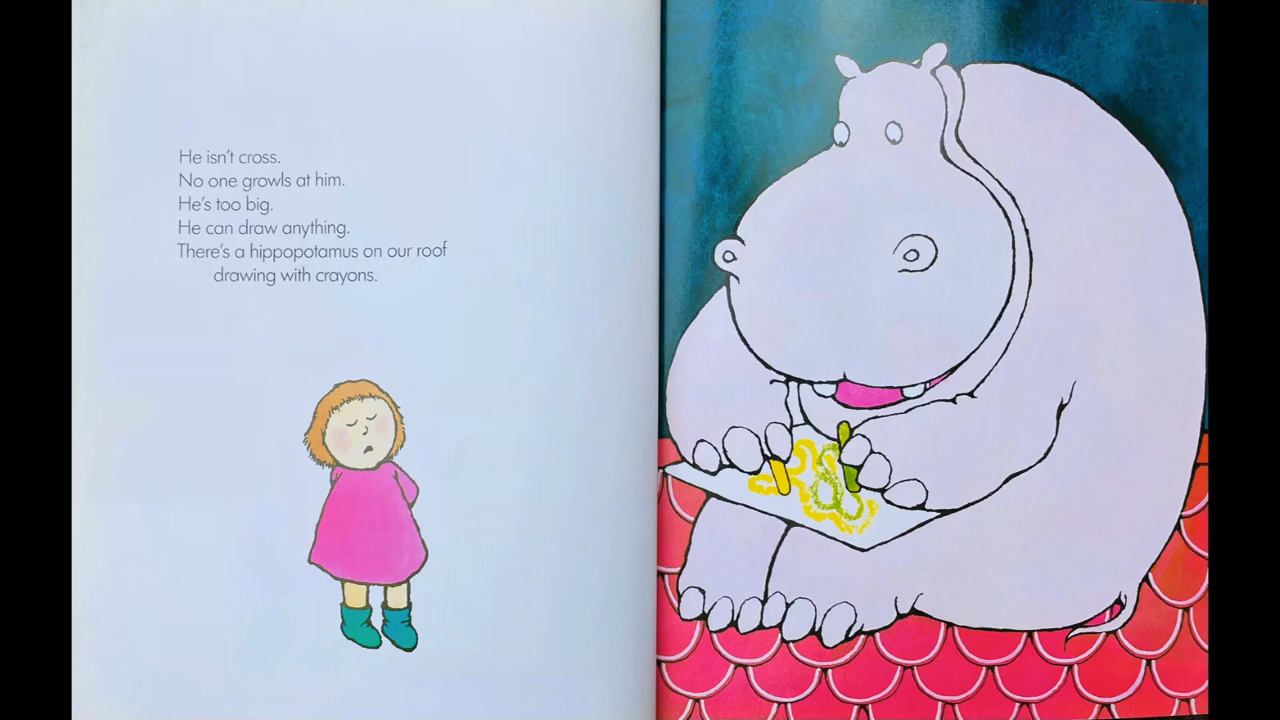 He isn't cross.
No one growls at him.
He's too big.
He can draw anything.
There's a hippopotamus on our roof
drawing with crayons.